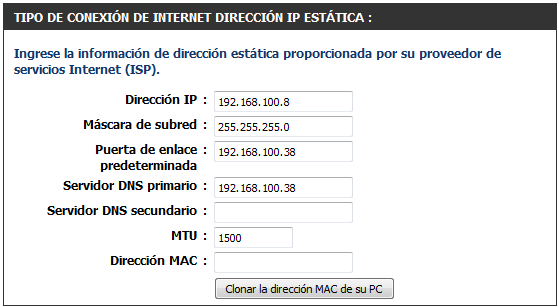 TIPO DE CONEXIÓN DE INTERNET DIRECCIÓN IP ESTÁTICA :
Ingrese la información de dirección estática proporcionada por su proveedor de
servicios Internet (ISP).
Dirección IP : 192.168.100.8
Máscara de subred : 255.255.255.0
Puerta de enlace : 192.168.100.38
predeterminada
Servidor DNS primario : 192.168.100.38
Servidor DNS secundario :
MTU : 1500
Dirección MAC :
Clonar la dirección MAC de su PC